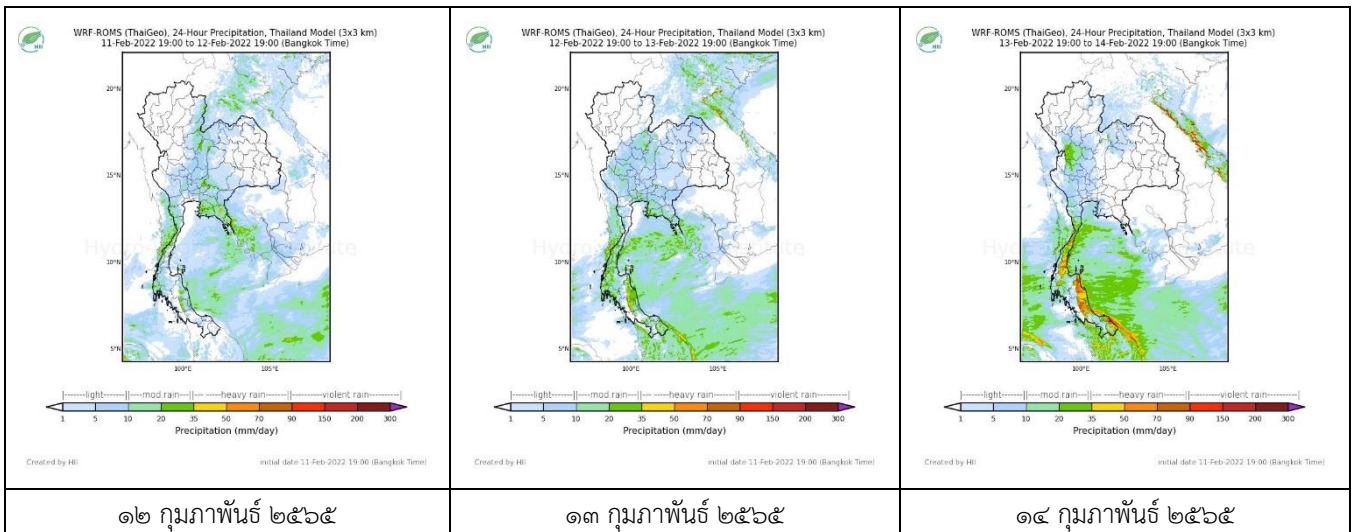 HII
WRF-ROMS (ThaiGeo), 24-Hour Precipitation, Thailand Model (3x3 km)
11-Feb-2022 19:00 to 12-Feb-2022 19:00 (Bangkok Time)
20°N
15°N
10°N
5°N
100°E
105°E
|------light------||---mod.rain---||--- ---heavy rain---||------violent rain------|
1 5 10 20 35 50 70 90 150 200 300
Precipitation (mm/day)
Created by HII
initial date 11-Feb-2022 19:00 (Bangkok Time)
๑๒ กุมภาพันธ์ ๒๕๖๕
HII
WRF-ROMS (ThaiGeo), 24-Hour Precipitation, Thailand Model (3x3 km)
12-Feb-2022 19:00 to 13-Feb-2022 19:00 (Bangkok Time)
20°N
15°N
10°N
5°N
100°E
105°E
|------light------||---mod.rain---||--- ---heavy rain---||------violent rain------|
1 5 10 20 35 50 70 90 150 200 300
Precipitation (mm/day)
Created by HII
initial date 11-Feb-2022 19:00 (Bangkok Time)
๑๓ กุมภาพันธ์ ๒๕๖๕
HII
WRF-ROMS (ThaiGeo), 24-Hour Precipitation, Thailand Model (3x3 km)
13-Feb-2022 19:00 to 14-Feb-2022 19:00 (Bangkok Time)
20°N
15°N
10°N
5°N
100°E
105°E
|------light------||---mod.rain---||--- ---heavy rain---||------violent rain------|
1 5 10 20 35 50 70 90 150 200 300
Precipitation (mm/day)
Created by HII
initial date 11-Feb-2022 19:00 (Bangkok Time)
๑๔ กุมภาพันธ์ ๒๕๖๕